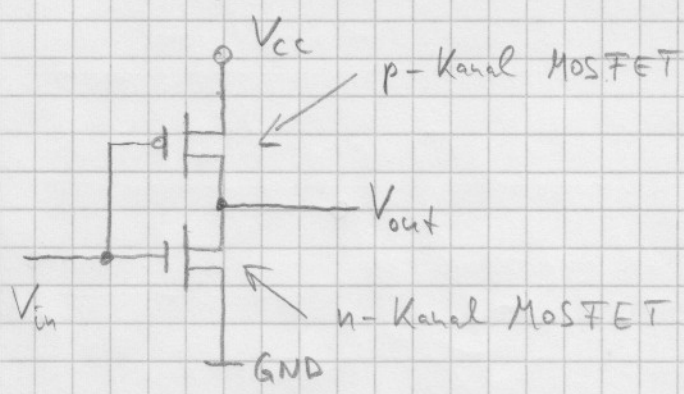 Vcc
p-Kanal MOSFET
Vout
Vin
n-Kanal MOSFET
GND